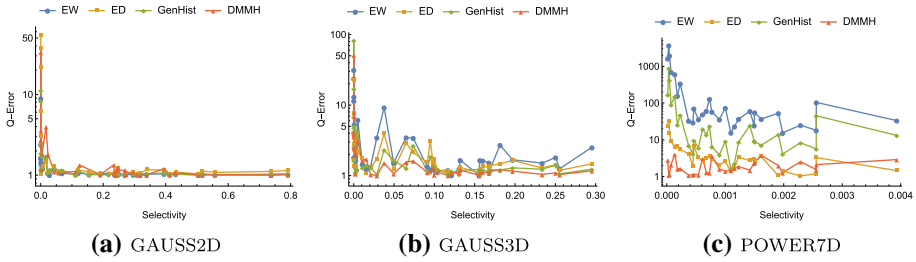 EW ED GenHist DMMH
50
10
5
1
Q-Error
0.0 0.2 0.4 0.6 0.8
Selectivity
(a) GAUSS2D
EW ED GenHist DMMH
100
50
10
5
1
Q-Error
0.00 0.05 0.10 0.15 0.20 0.25 0.30
Selectivity
(b) GAUSS3D
EW ED GenHist DMMH
1000
100
10
1
Q-Error
0.000 0.001 0.002 0.003 0.004
Selectivity
(c) POWER7D